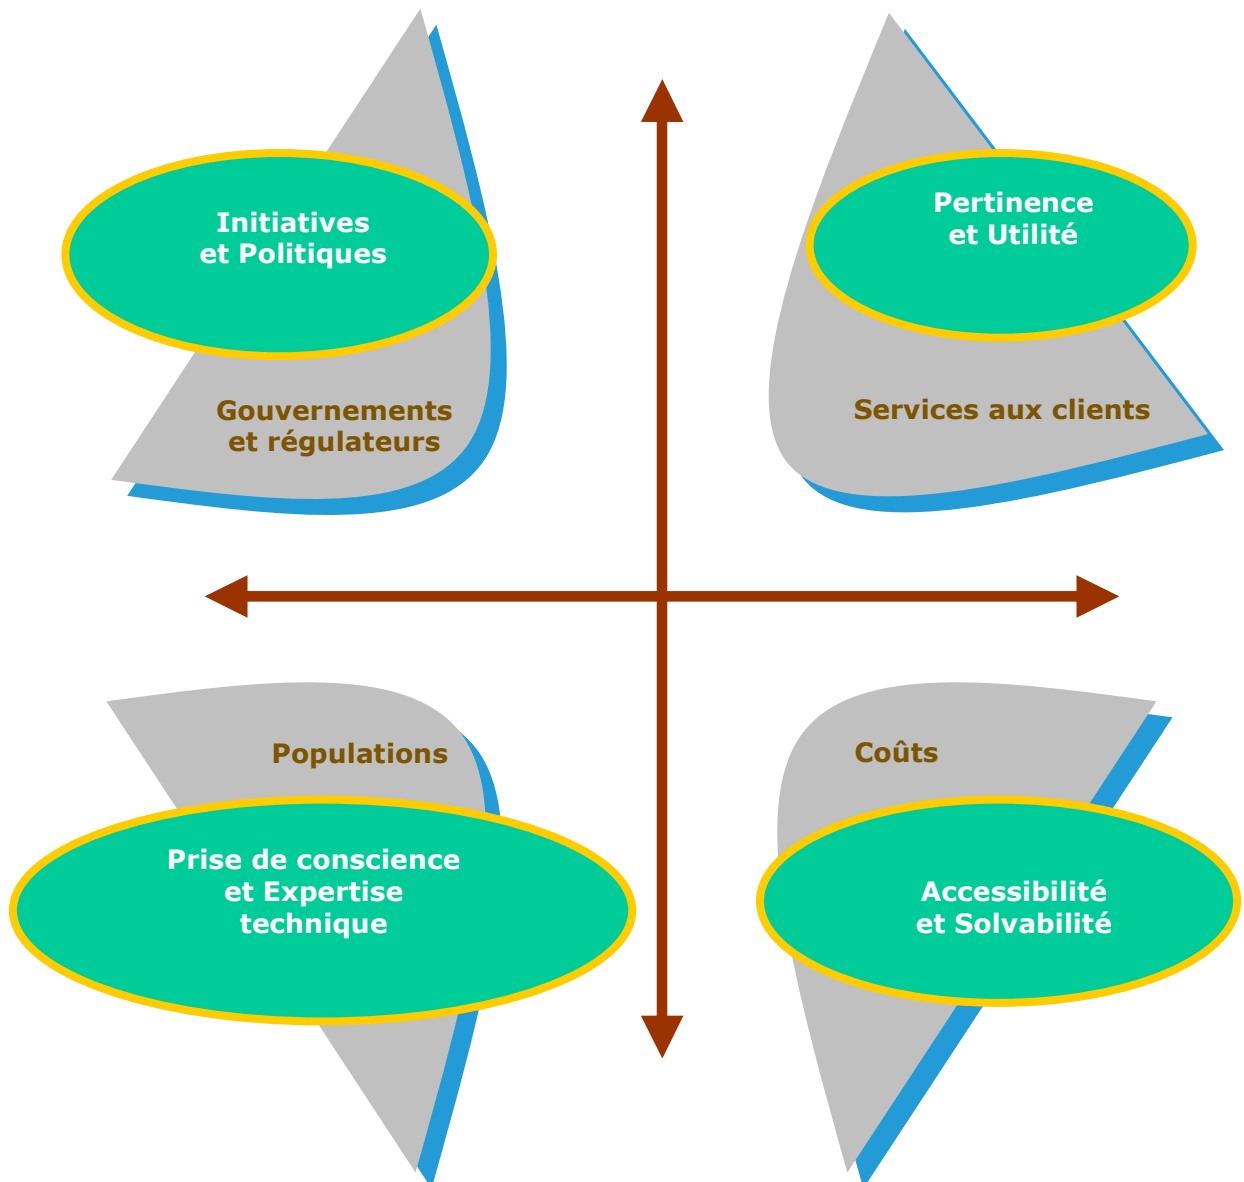 Initiatives
et Politiques
Gouvernements
et régulateurs
Pertinence
et Utilité
Services aux clients
Populations
Prise de conscience
et Expertise
technique
Coûts
Accessibilité
et Solvabilité